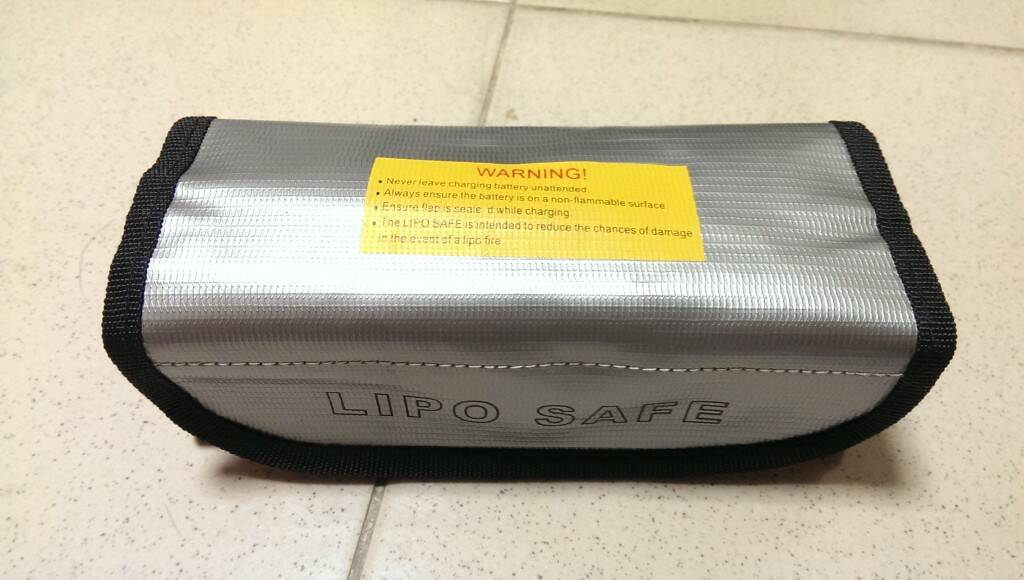 WARNING!
• Never leave charging battery unattended.
• Always ensure the battery is on a non-flammable surface.
• Ensure flap is seale d while charging.
• The LIPO SAFE is intended to reduce the chances of damage
in the event of a lipo fire.
LIPO SAFE